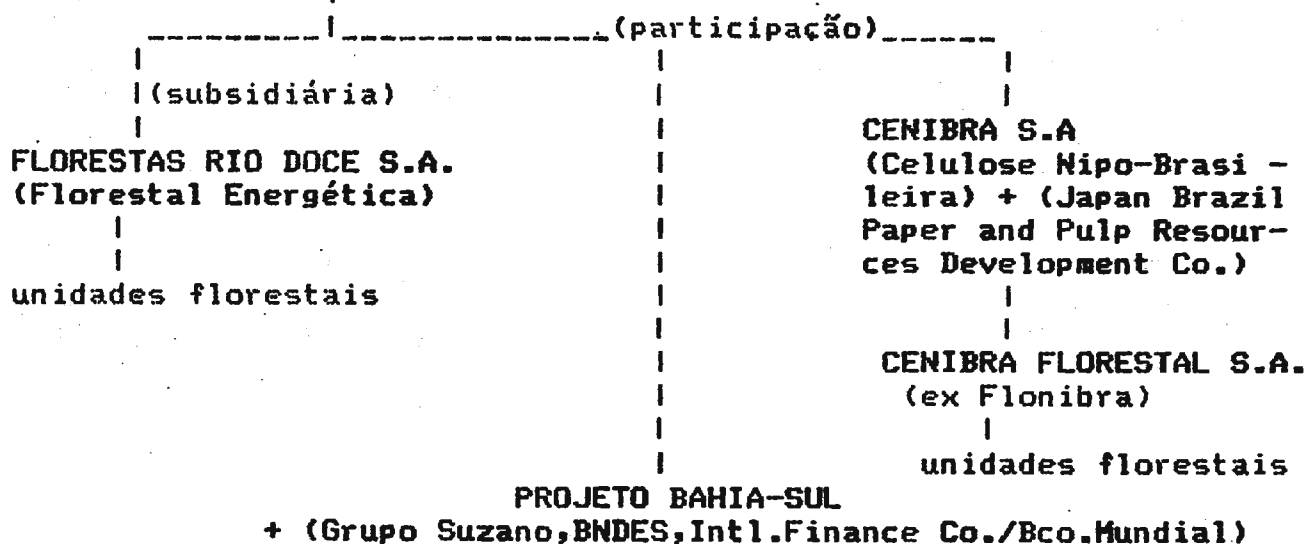 (participação)
(subsidiária)
FLORESTAS RIO DOCE S.A.
(Florestal Energética)
unidades florestais
CENIBRA S.A
(Celulose Nipo-Brasi -
leira) + (Japan Brazil
Paper and Pulp Resour-
ces Development Co.)
CENIBRA FLORESTAL S.A.
(ex Flonibra)
unidades florestais
PROJETO BAHIA-SUL
+ (Grupo Suzano,BNDES,Intl.Finance Co./Bco.Mundial)